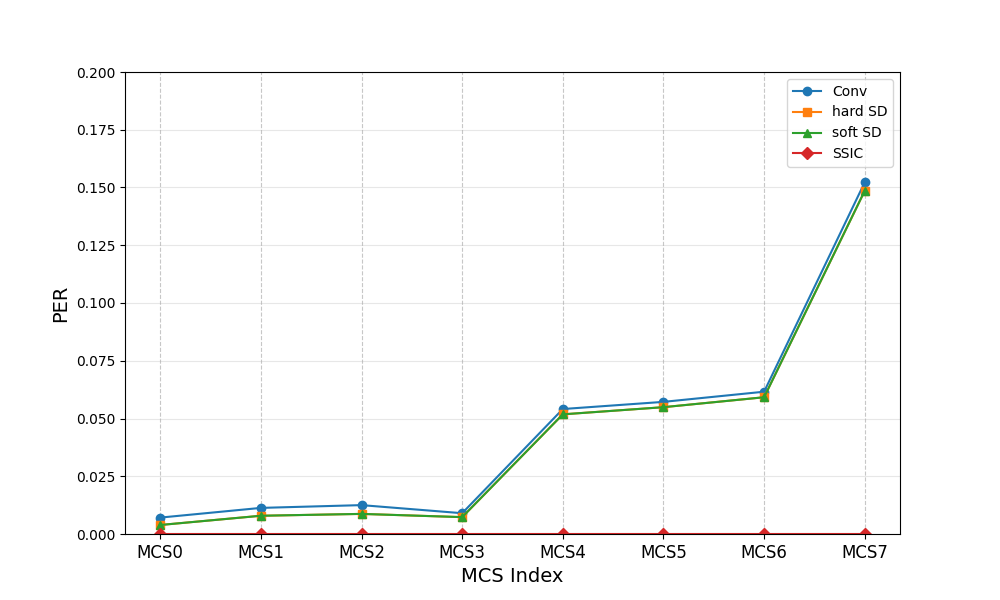 0.200
0.175
0.150
0.125
0.100
0.075
0.050
0.025
0.000
PER
Conv
hard SD
soft SD
SSIC
MCS0 MCS1 MCS2 MCS3 MCS4 MCS5 MCS6 MCS7
MCS Index